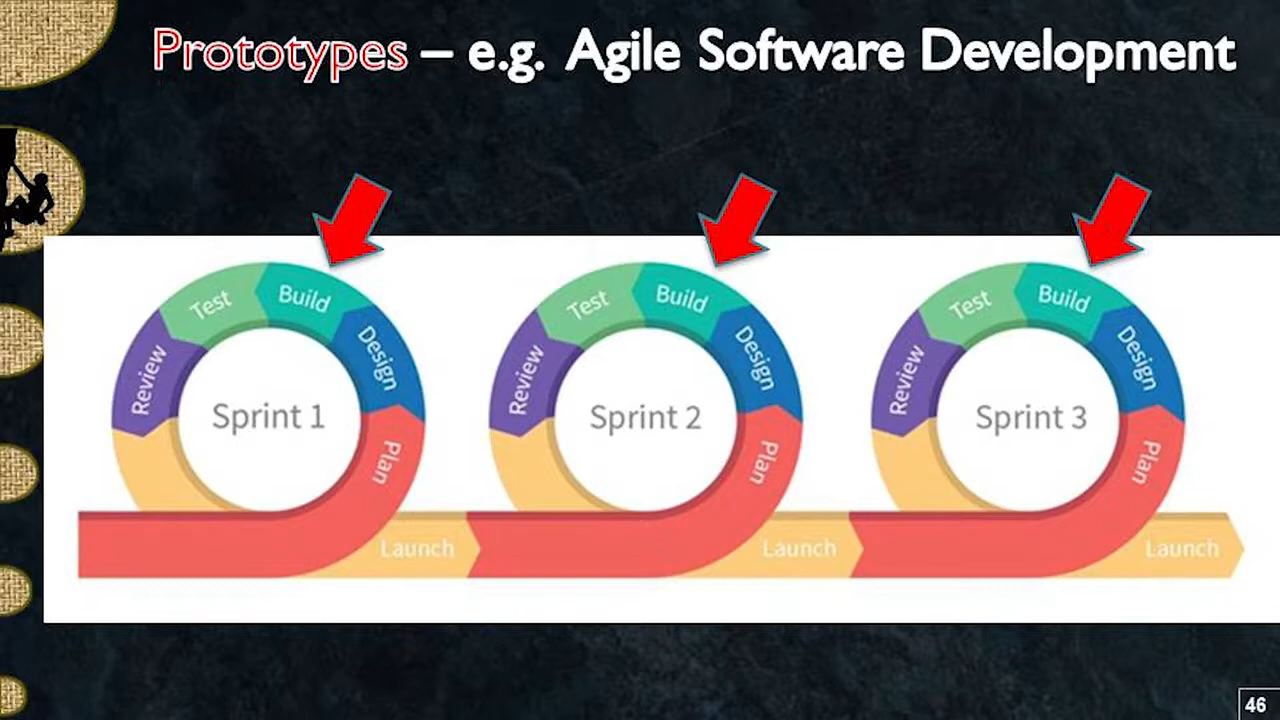 Prototypes – e.g. Agile Software Development
Test
Build
Design
Review
Sprint 1
Plan
Launch
Test
Build
Design
Review
Sprint 2
Plan
Launch
Test
Build
Design
Review
Sprint 3
Plan
Launch
46